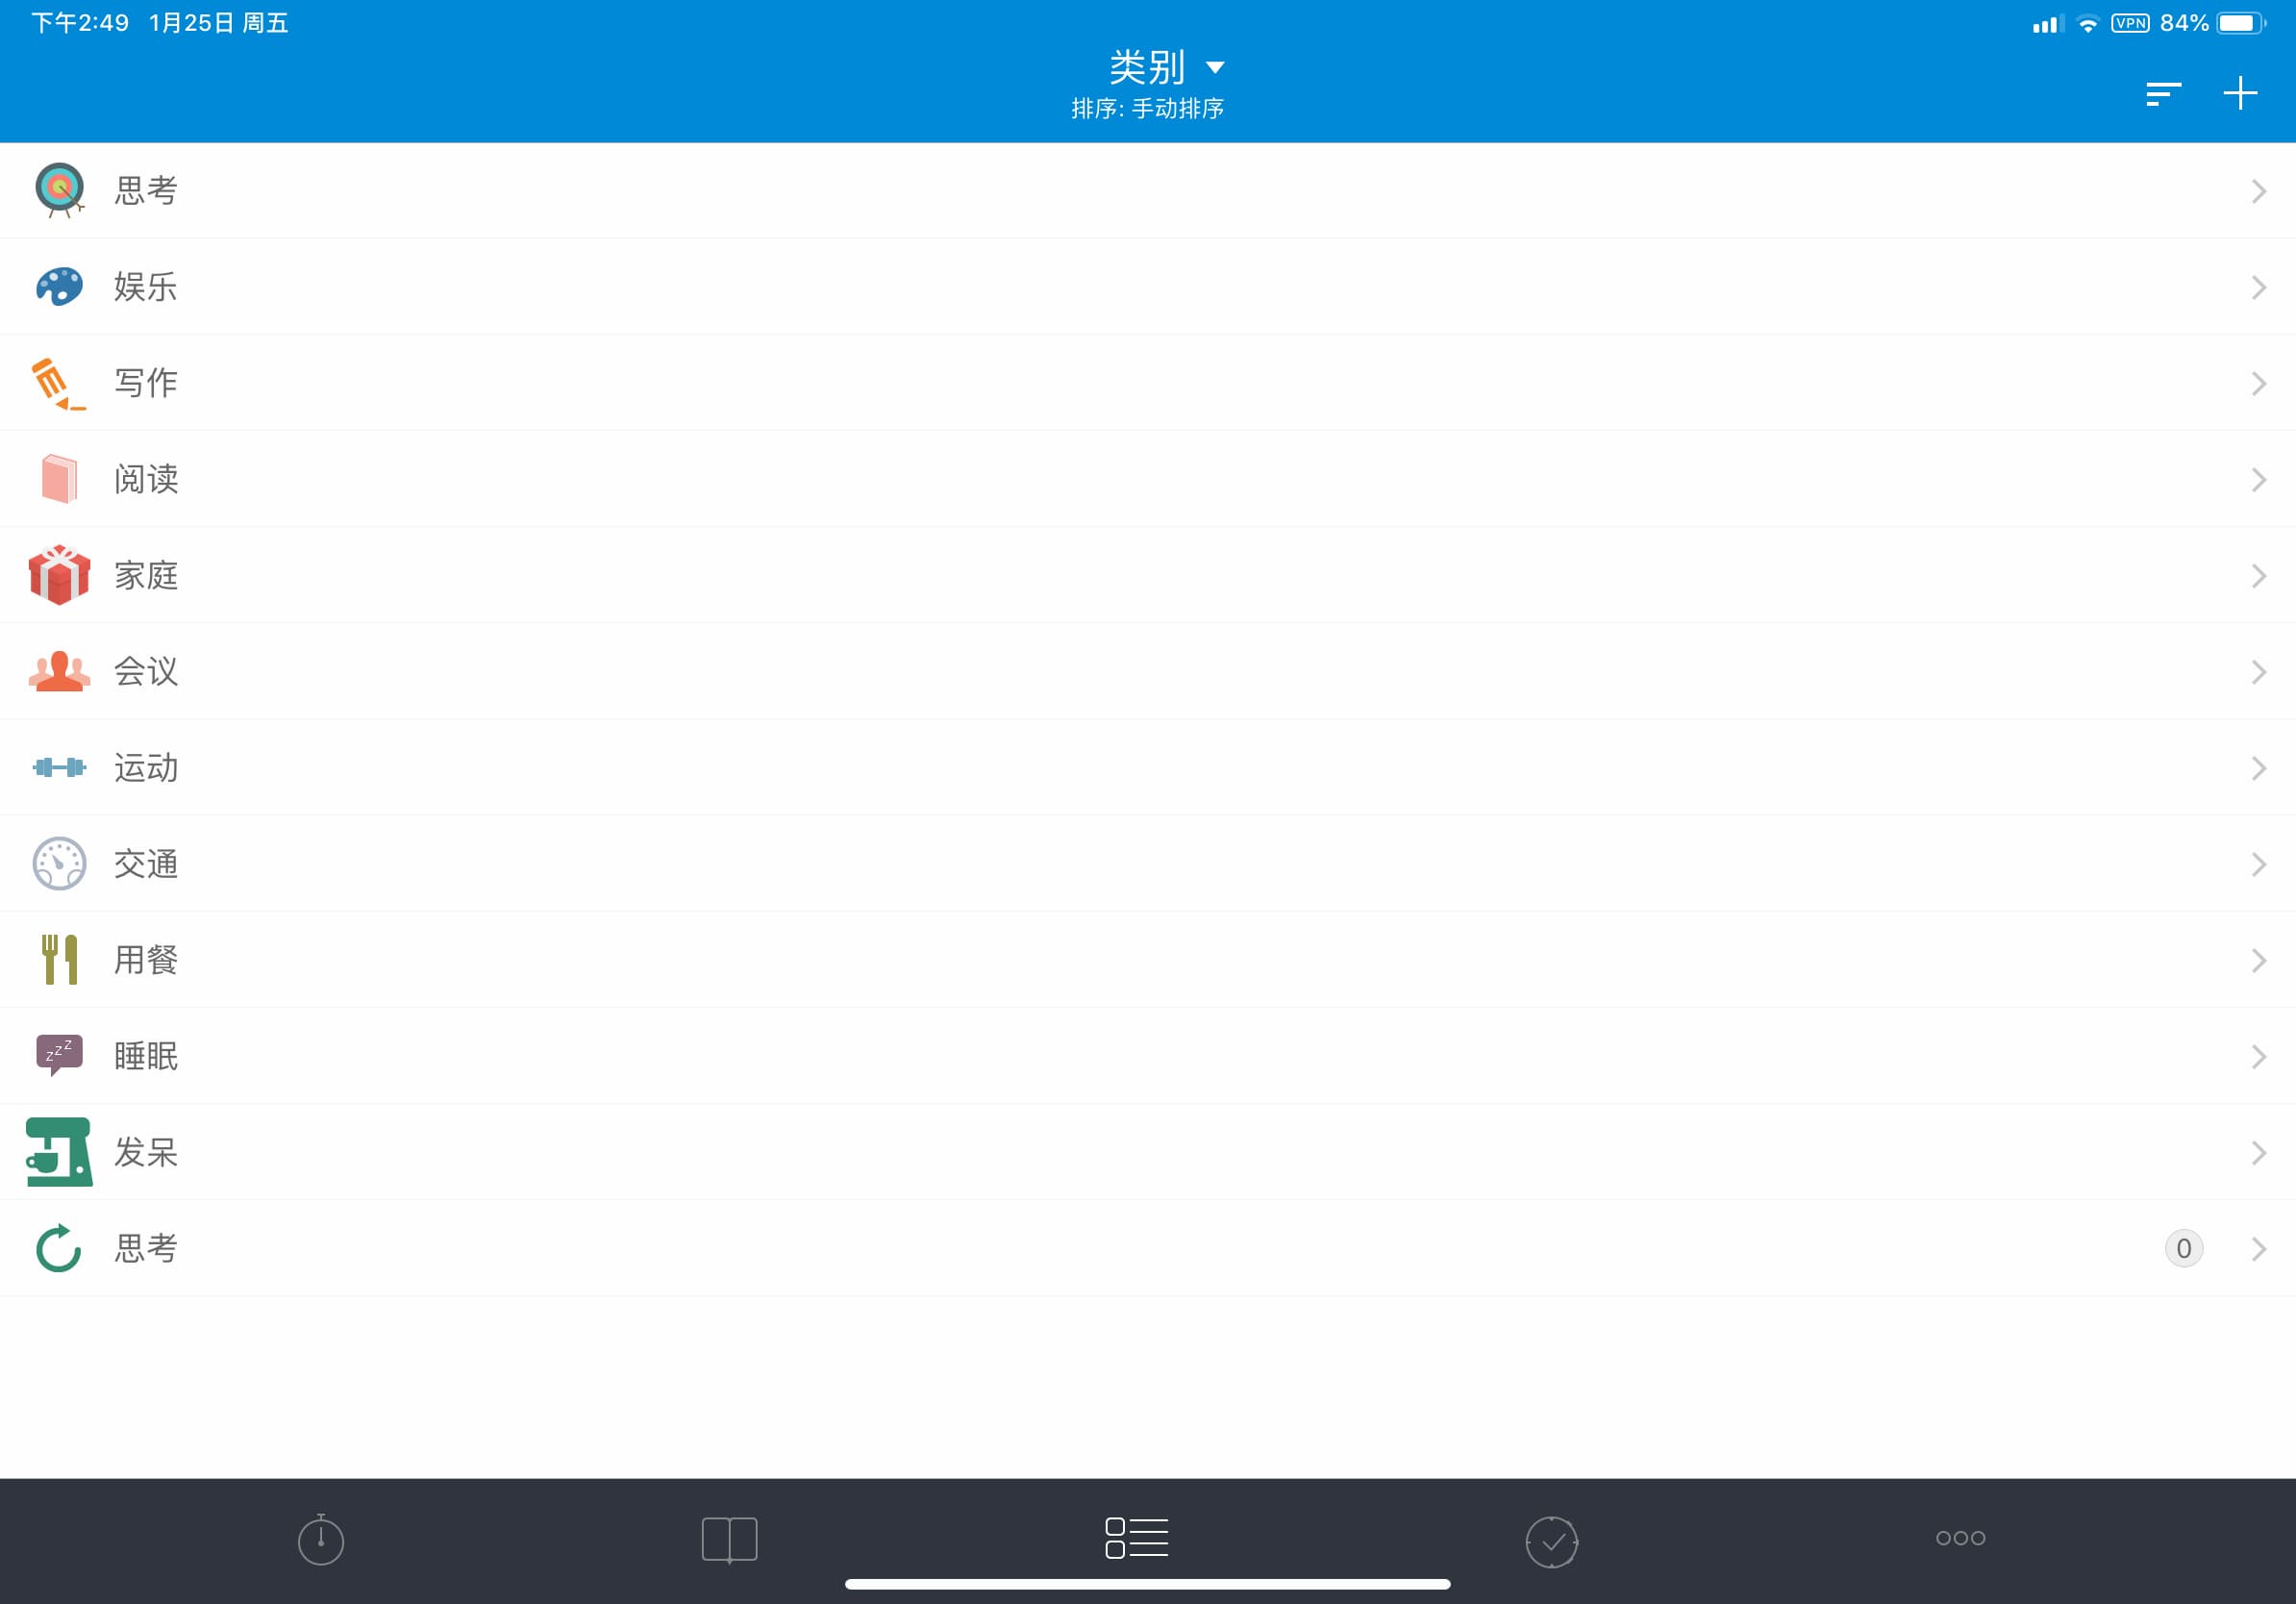 下午2:49 1月25日 周五
VPN 84%
类别
排序: 手动排序
思考
娱乐
写作
阅读
家庭
会议
运动
交通
用餐
睡眠
zzz
发呆
思考
0